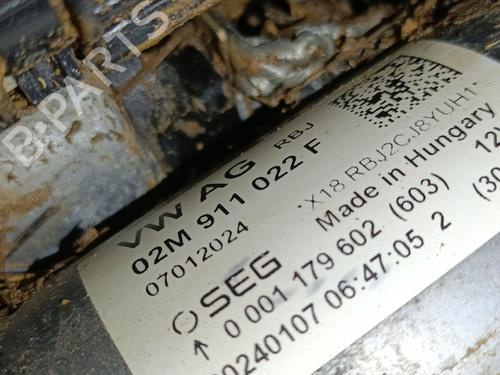 B-PARTS
VW AG RBJ
02M 911 022 F
07012024
*X18 RBJ2CJ8YUH1*
Made in Hungary
SEG
0 001 179 602 (603) 12
20240107 06:47:05 2 (30